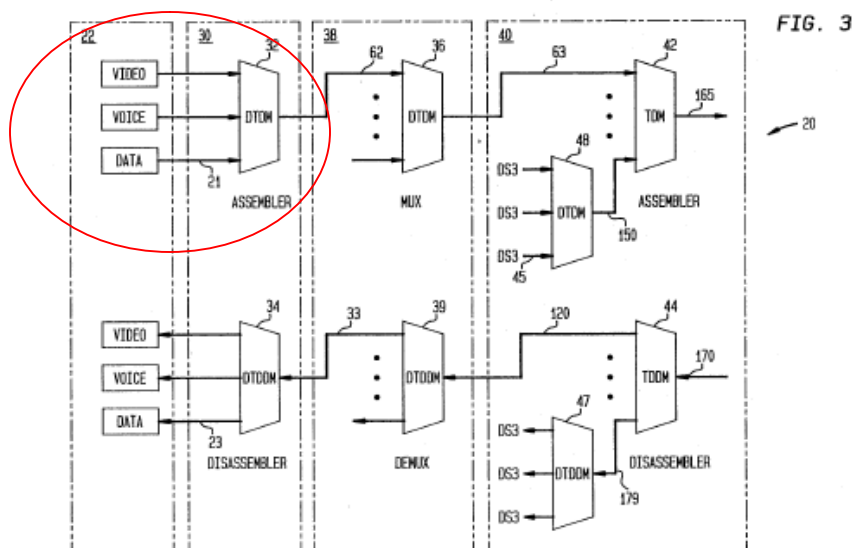 FIG. 3
22 30 32 38 36 40 42
62 63
VIDEO
VOICE DTDM DTDM TDM 165
20
DATA 48
21 DS3
ASSEMBLER MUX DS3 DTDM ASSEMBLER
150
DS3
45
34 33 39 120 44
VIDEO
170
VOICE DTDDM DTDDM TDDM
47
DATA DS3
23
DISASSEMBLER DEMUX DS3 DTDDM DISASSEMBLER
179
DS3